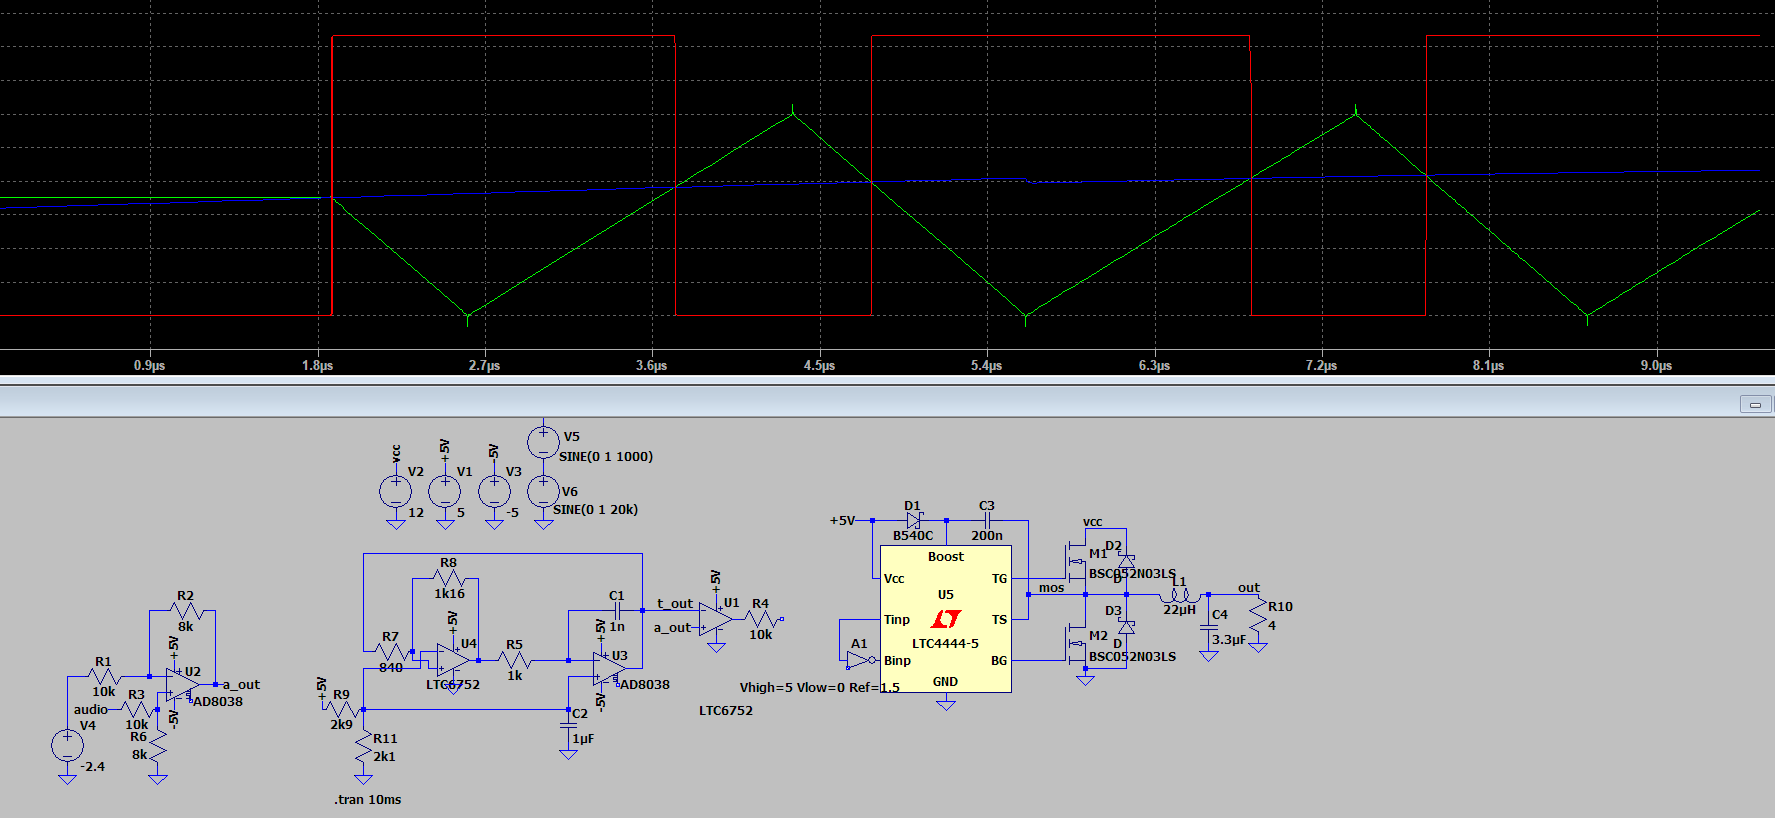 0.9µs 1.8µs 2.7µs 3.6µs 4.5µs 5.4µs 6.3µs 7.2µs 8.1µs 9.0µs
V5
SINE(0 1 1000)
vcc
V2
12
+5V
V1
5
-5V
V3
-5
V6
SINE(0 1 20k)
R2
8k
+5V
R1
10k
U2
a_out
R3
AD8038
audio
10k
-5V
V4
R6
8k
-2.4
R8
1k16
+5V
R7
840
U4
LTC6752
R5
1k
C1
1n
+5V
U3
AD8038
-5V
+5V
R9
2k9
R11
2k1
C2
1µF
.tran 10ms
t_out
a_out
+5V
U1
R4
10k
LTC6752
D1
C3
+5V
B540C
200n
Boost
Vcc
TG
U5
Tinp
TS
LTC4444-5
A1
Binp
BG
Vhigh=5 Vlow=0 Ref=1.5
GND
vcc
M1
D2
BSC052N03LS
D
mos
L1
22µH
out
D3
C4
R10
3.3µF
4
M2
D
BSC052N03LS